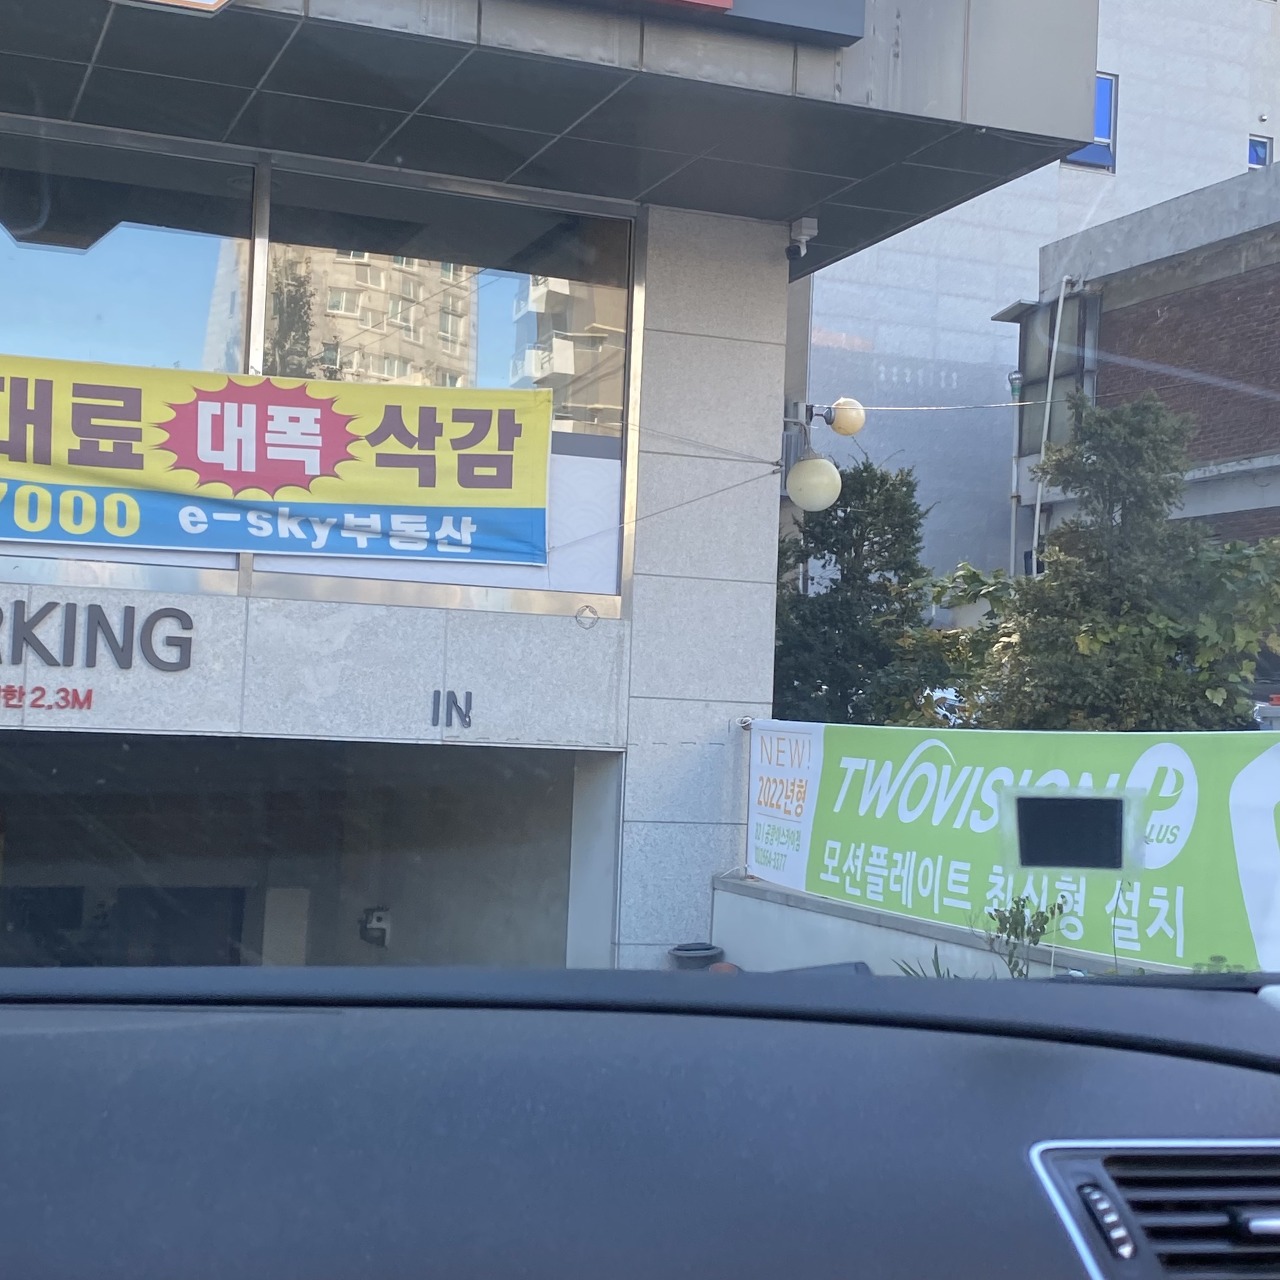 대료 대폭 삭감
7000 e-sky부동산
RKING
한 2.3M
IN
NEW!
2022년형
TWOVISION PLUS
모션플레이트 최신형 설치